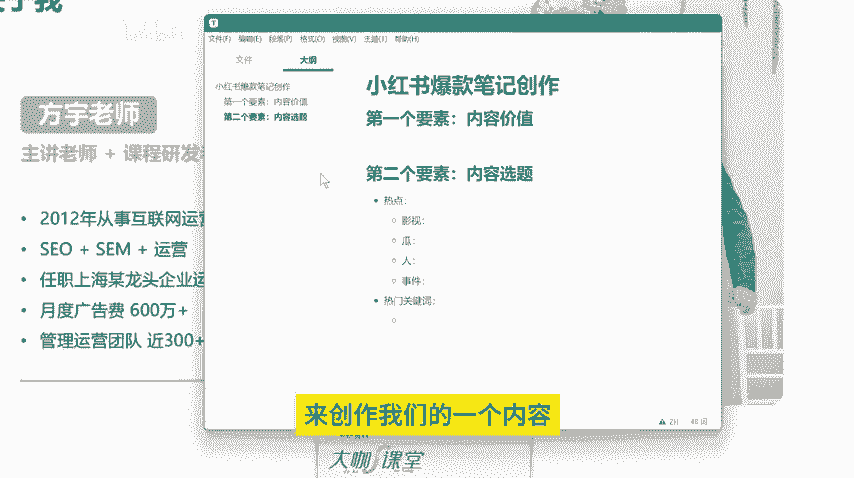 于我
方宇老师
主讲老师 + 课程研发
2012年从事互联网运营
SEO + SEM + 运营
任职上海某龙头企业运
月度广告费 600万+
管理运营团队 近300+
T
文件(F) 编辑(E) 段落(P) 格式(O) 视图(V) 主题(T) 帮助(H)
文件 大纲
小红书爆款笔记创作
第一个要素：内容价值
第二个要素：内容选题
小红书爆款笔记创作
第一个要素：内容价值
第二个要素：内容选题
热点：
影视：
瓜：
人：
事件：
热门关键词：
ZH 46 词
来创作我们的一个内容
大咖课堂